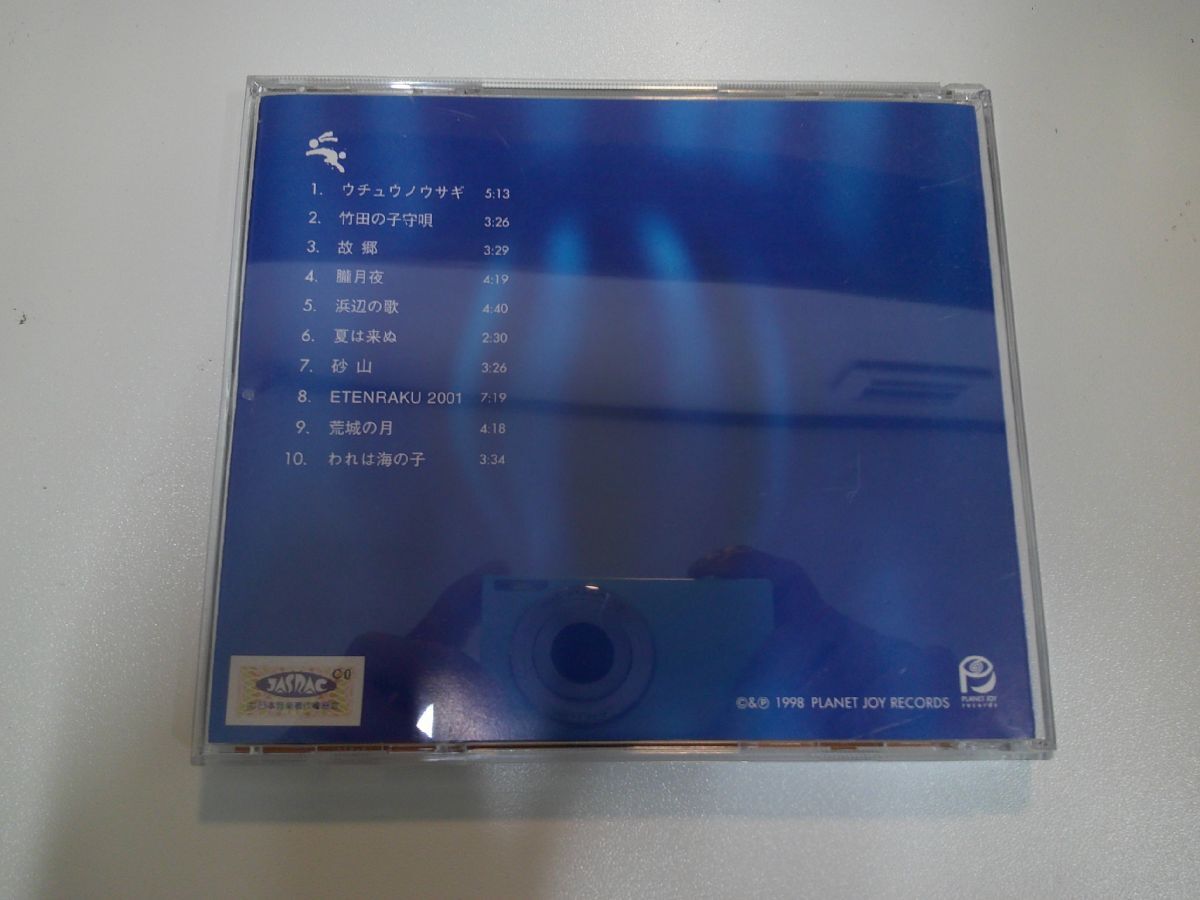 1. ウチュウノウサギ 5:13
2. 竹田の子守唄 3:26
3. 故 郷 3:29
4. 朧月夜 4:19
5. 浜辺の歌 4:40
6. 夏は来ぬ 2:30
7. 砂 山 3:26
8. ETENRAKU 2001 7:19
9. 荒城の月 4:18
10. われは海の子 3:34
JASRAC
©&℗ 1998 PLANET JOY RECORDS
PLANET JOY
records